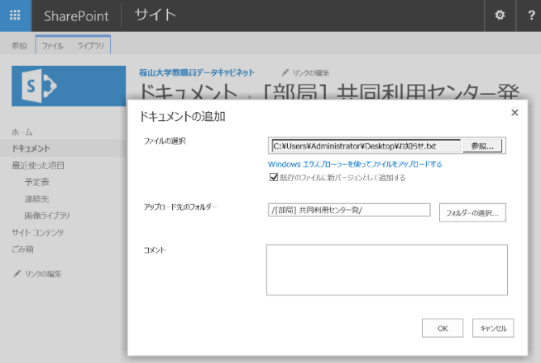 SharePoint サイト
?
参照 ファイル ライブラリ
福山大学教職員データキャビネット リンクの編集
ドキュメント [部局] 共同利用センター発
S
ホーム
ドキュメント
最近使った項目
予定表
連絡先
画像ライブラリ
サイト コンテンツ
ごみ箱
リンクの編集
ドキュメントの追加 ×
ファイルの選択 C:¥Users¥Administrator¥Desktop¥お知らせ.txt 参照...
Windows エクスプローラーを使ってファイルをアップロードする
既存のファイルに新バージョンとして追加する
アップロード先のフォルダー /[部局] 共同利用センター発/ フォルダーの選択...
コメント
OK キャンセル